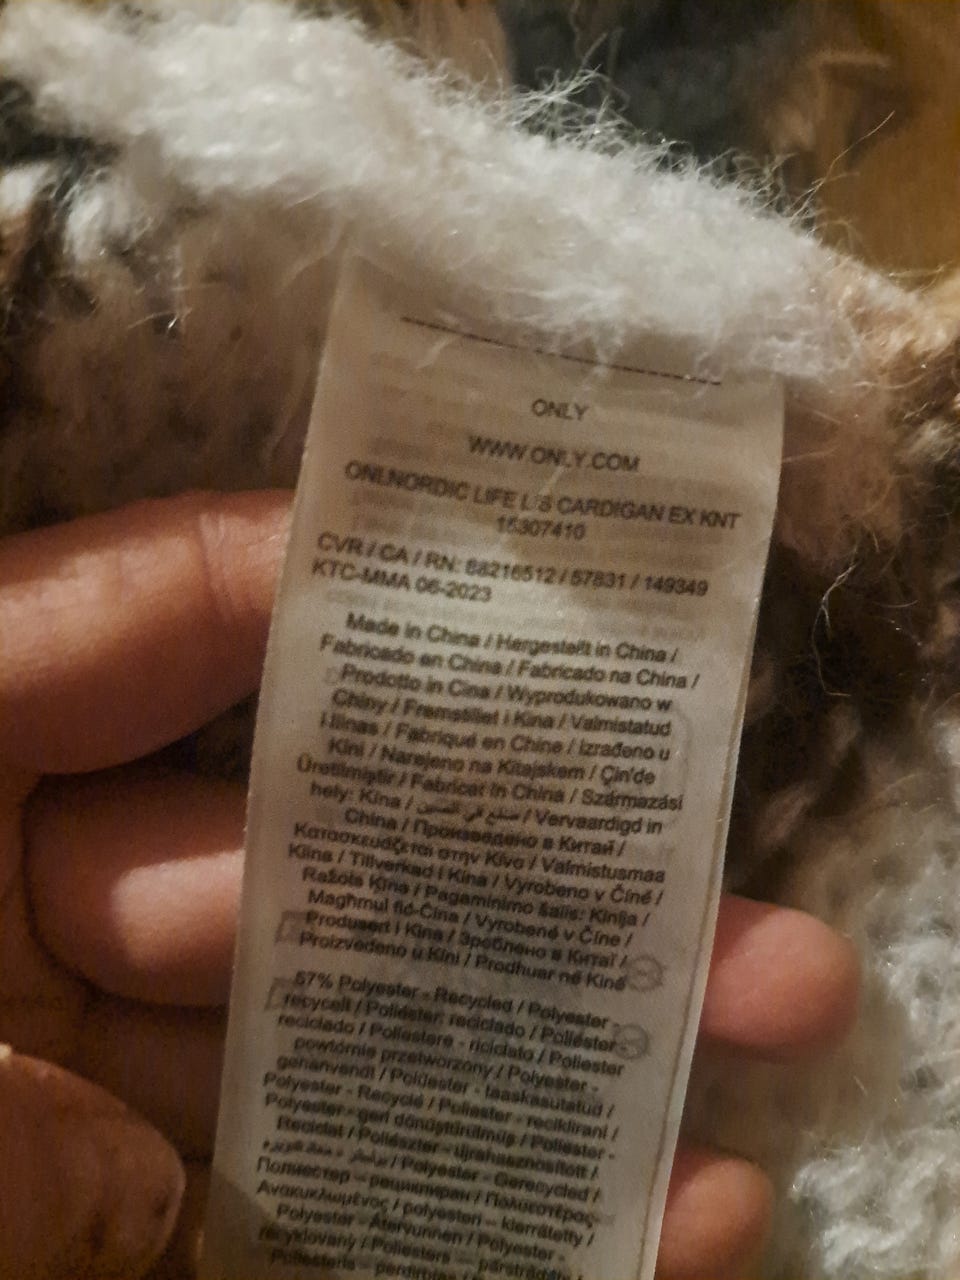 ONLY
WWW.ONLY.COM
ONLNORDIC LIFE L/S CARDIGAN EX KNT
15307410
CVR / CA / RN: 88216512 / 57831 / 149349
KTC-MMA 06-2023
Made in China / Hergestellt in China /
Fabricado en China / Fabricado na China /
Prodotto in Cina / Wyprodukowano w
Chiny / Fremstillet i Kina / Valmistatud
Hiinas / Fabriqué en Chine / Izrađeno u
Kini / Narejeno na Kitajskem / Çin'de
Üretilmiştir / Fabricat în China / Származási
hely: Kína / صنع في الصين / Vervaardigd in
China / Произведено в Китай /
Κατασκευάζεται στην Κίνα / Valmistusmaa
Kiina / Tillverkad i Kina / Vyrobeno v Číně /
Ražots Ķīna / Pagaminimo šalis: Kinija /
Magħmul fiċ-Ċina / Vyrobené v Číne /
Produsert i Kina / Зроблено в Китаї /
Proizvedeno u Kini / Prodhuar në Kinë
57% Polyester - Recycled / Polyester -
recycelt / Poliéster: reciclado / Poliéster -
reciclado / Poliestere - riciclato / Poliester
powtórnie przetworzony / Polyester -
genanvendt / Polüester - taaskasutatud /
Polyester - Recyclé / Poliester - reciklirani /
Polyester - geri dönüştürülmüş / Poliester -
Reciclat / Poliészter - újrahasznosított /
/ Polyester - Gerecycled /
Полиестер – рециклиран / Πολυεστέρας
Ανακυκλωμένος / polyesteri – kierrätetty /
Polyester - Återvunnen / Polyester -
recyklovaný / Poliesters – pārstrādāts /
Poliesteris – perdirbtas /